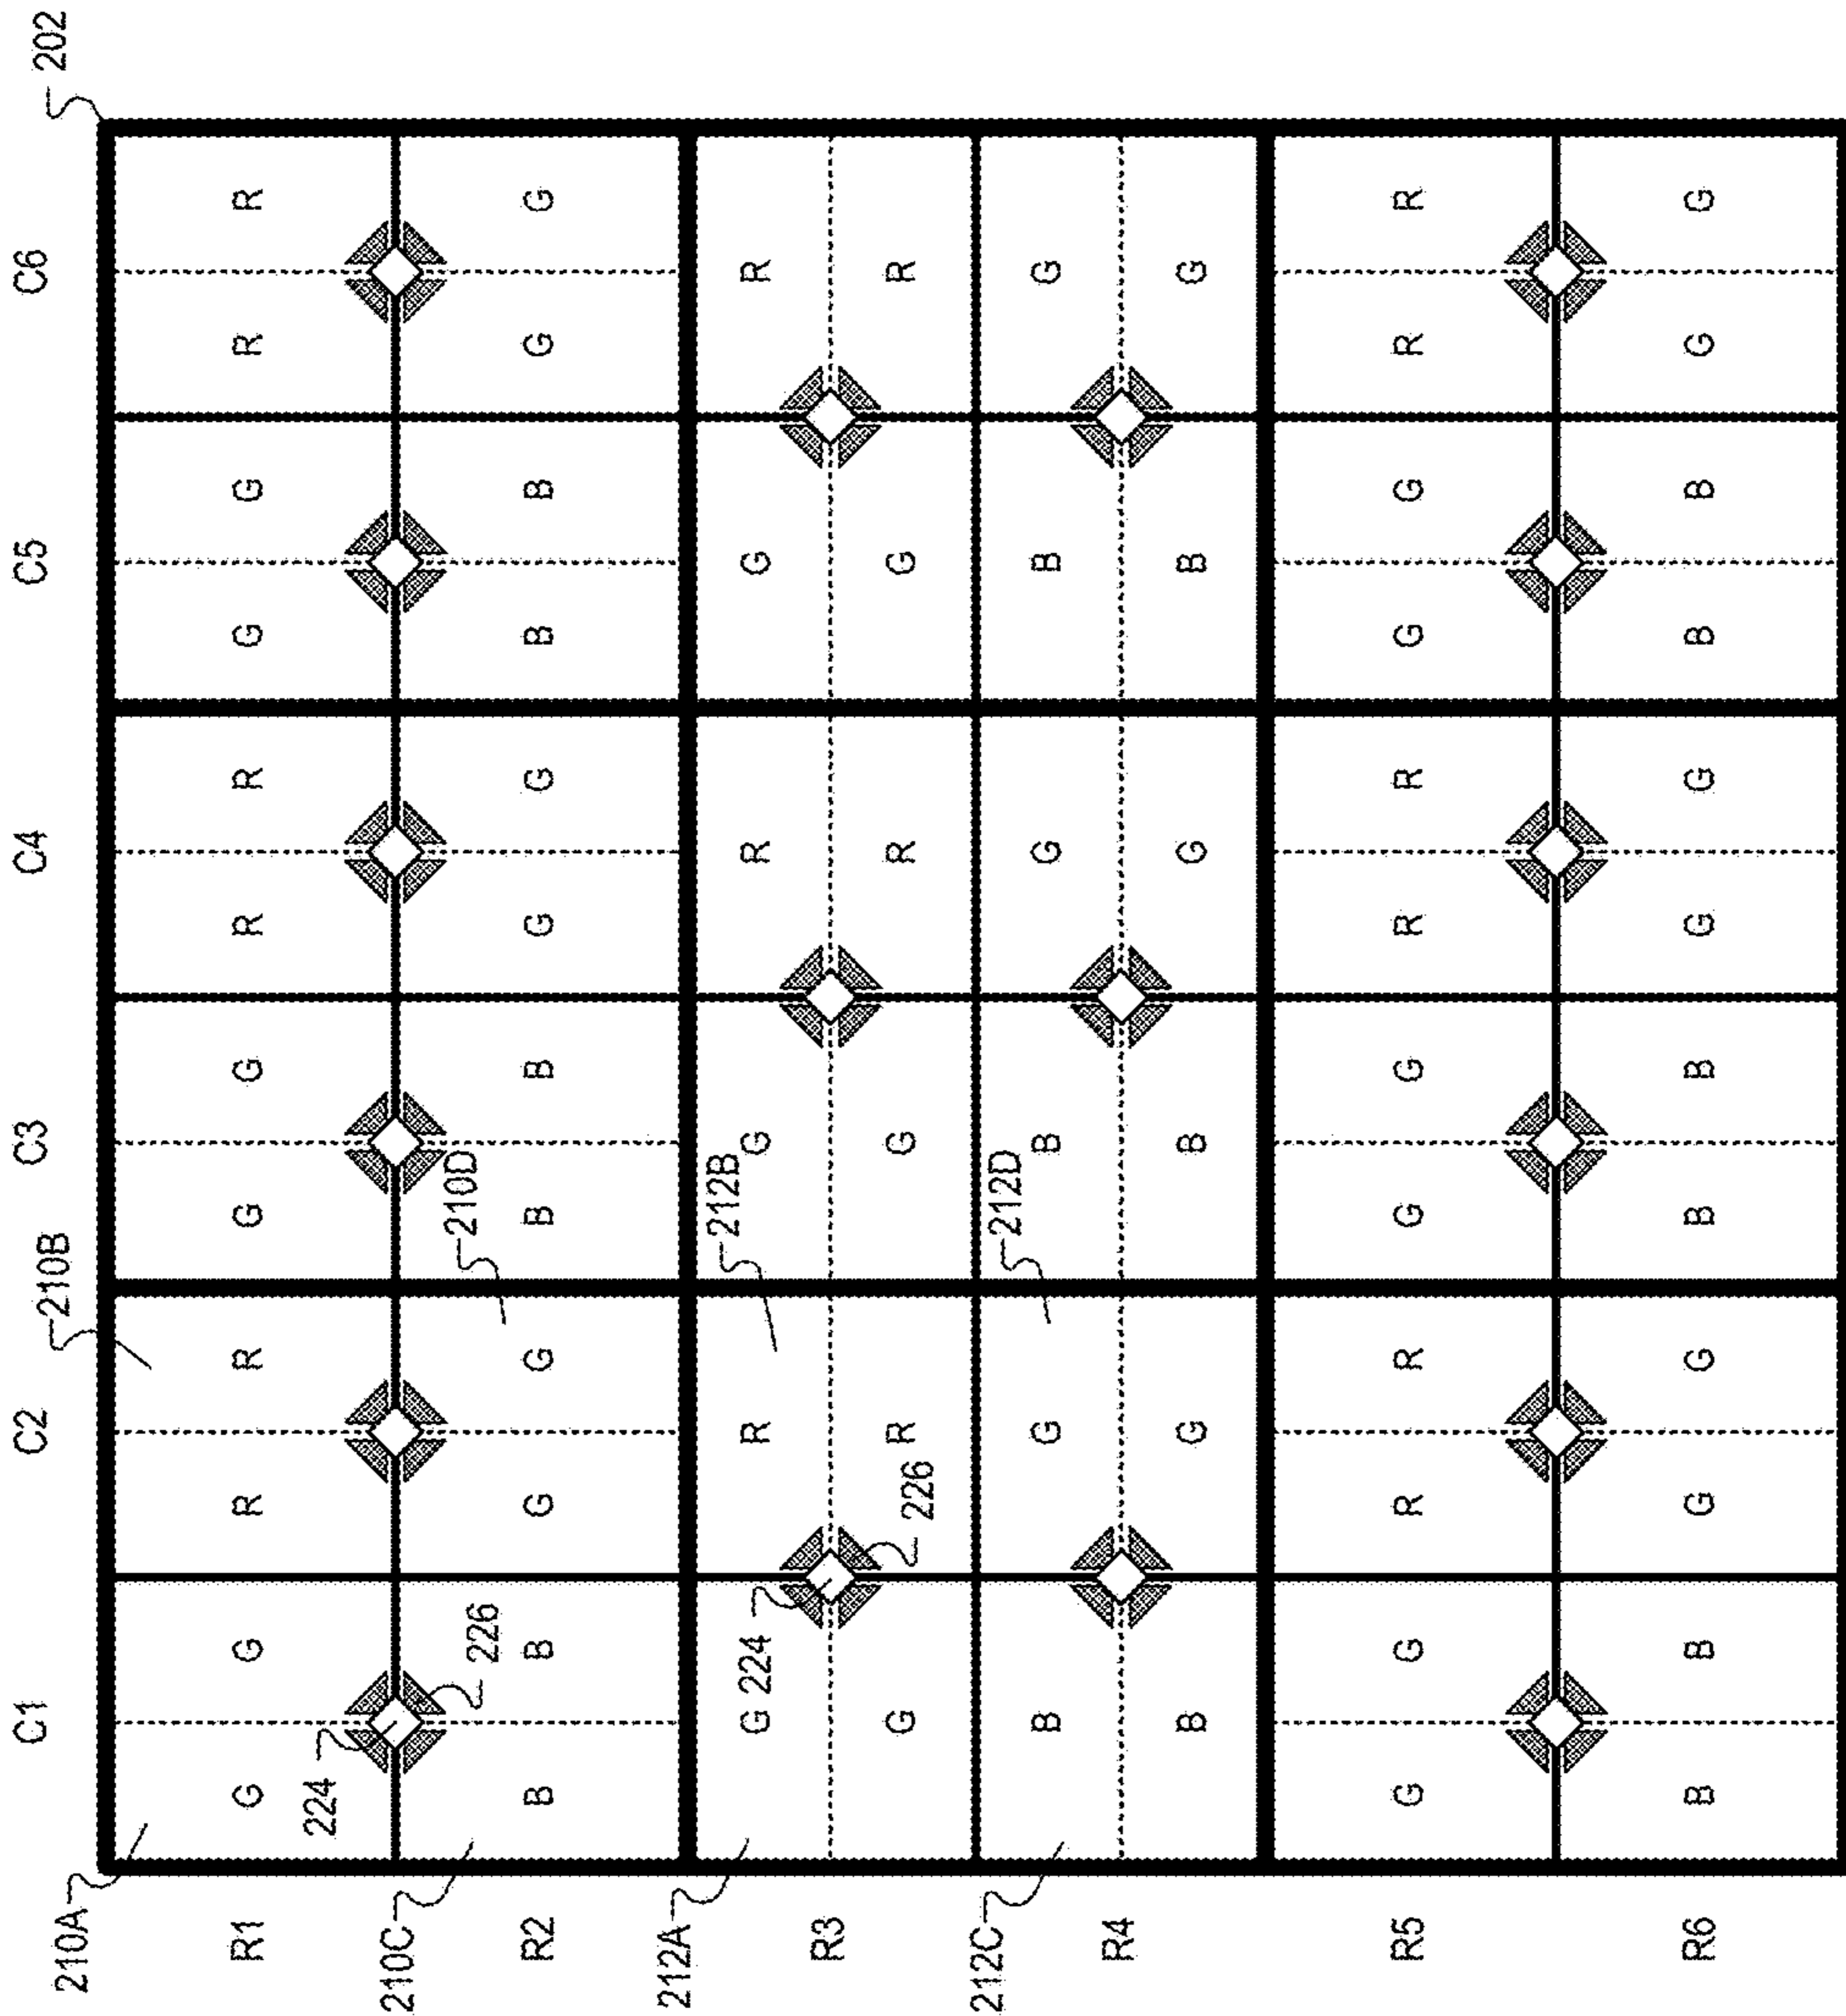 C1 C2 C3 C4 C5 C6
210A 210B 202
R1 G G R R G G R R G G R R
224
210C 226 210D
R2 B B G G B B G G B B G G
212A 212B
G 224 R G R G R
R3
G R G R G R
226
212C 212D
B G B G B G
R4
B G B G B G
R5 G G R R G G R R G G R R
R6 B B G G B B G G B B G G